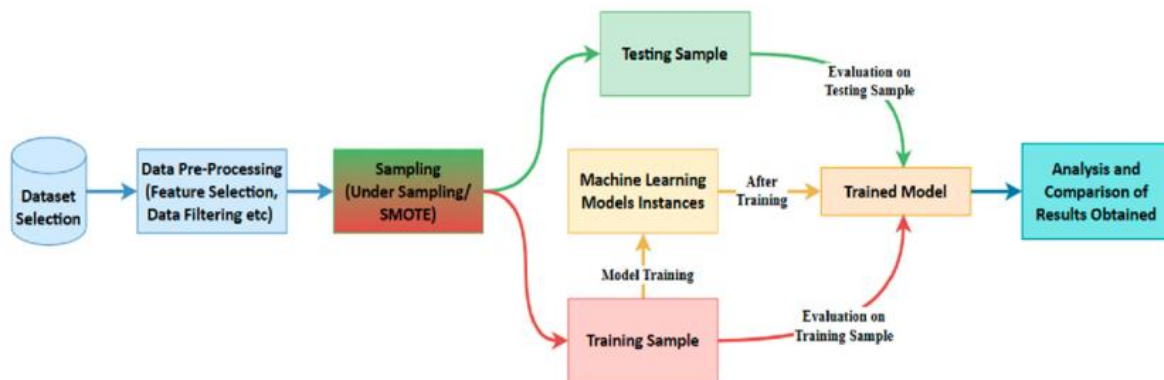 Dataset
Selection
Data Pre-Processing
(Feature Selection,
Data Filtering etc)
Sampling
(Under Sampling/
SMOTE)
Testing Sample
Evaluation on
Testing Sample
Machine Learning
Models Instances
After
Training
Trained Model
Analysis and
Comparison of
Results Obtained
Model Training
Training Sample
Evaluation on
Training Sample